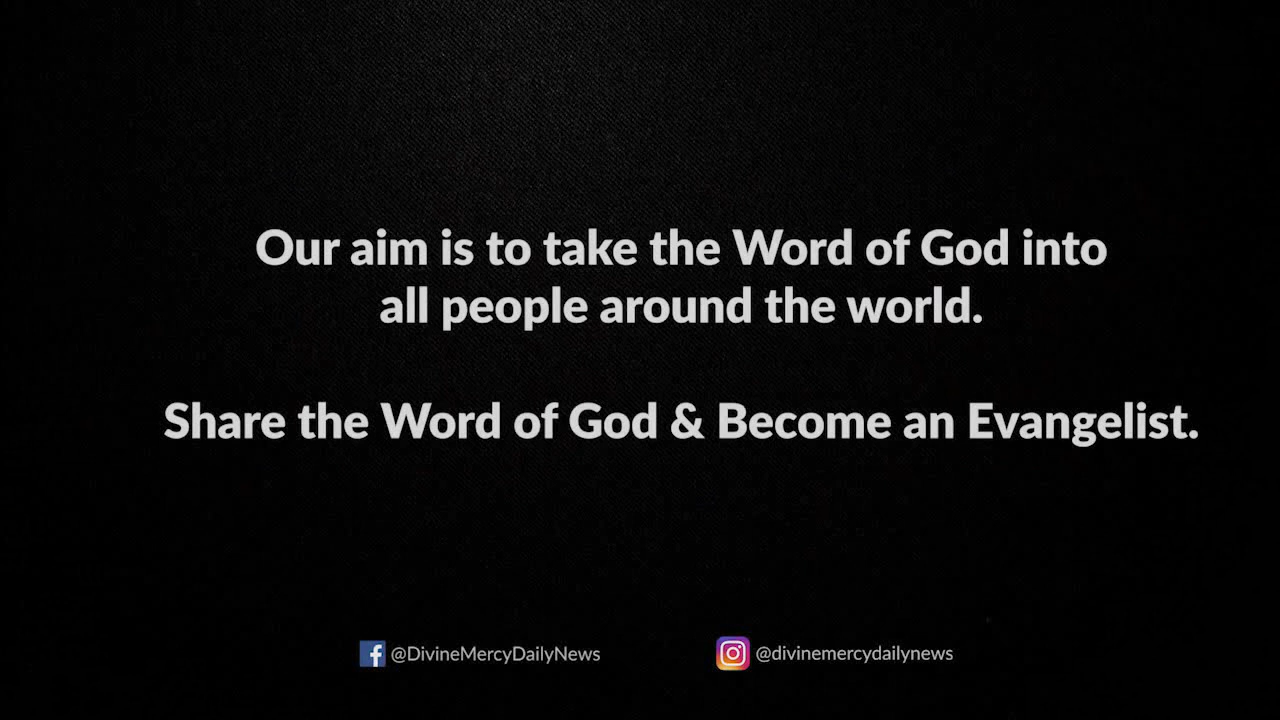 Our aim is to take the Word of God into
all people around the world.
Share the Word of God & Become an Evangelist.
@DivineMercyDailyNews
@divinemercydailynews